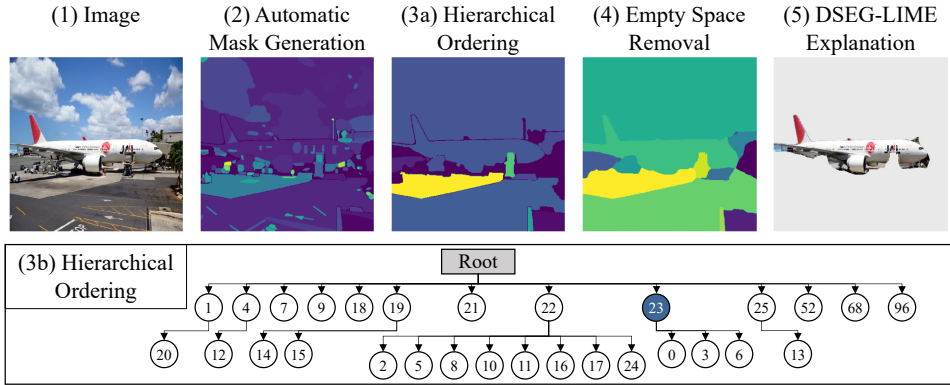 (1) Image
(2) Automatic
Mask Generation
(3a) Hierarchical
Ordering
(4) Empty Space
Removal
(5) DSEG-LIME
Explanation
(3b) Hierarchical
Ordering
Root
1 4 7 9 18 19 21 22 23 25 52 68 96
20 12 14 15 2 5 8 10 11 16 17 24 0 3 6 13